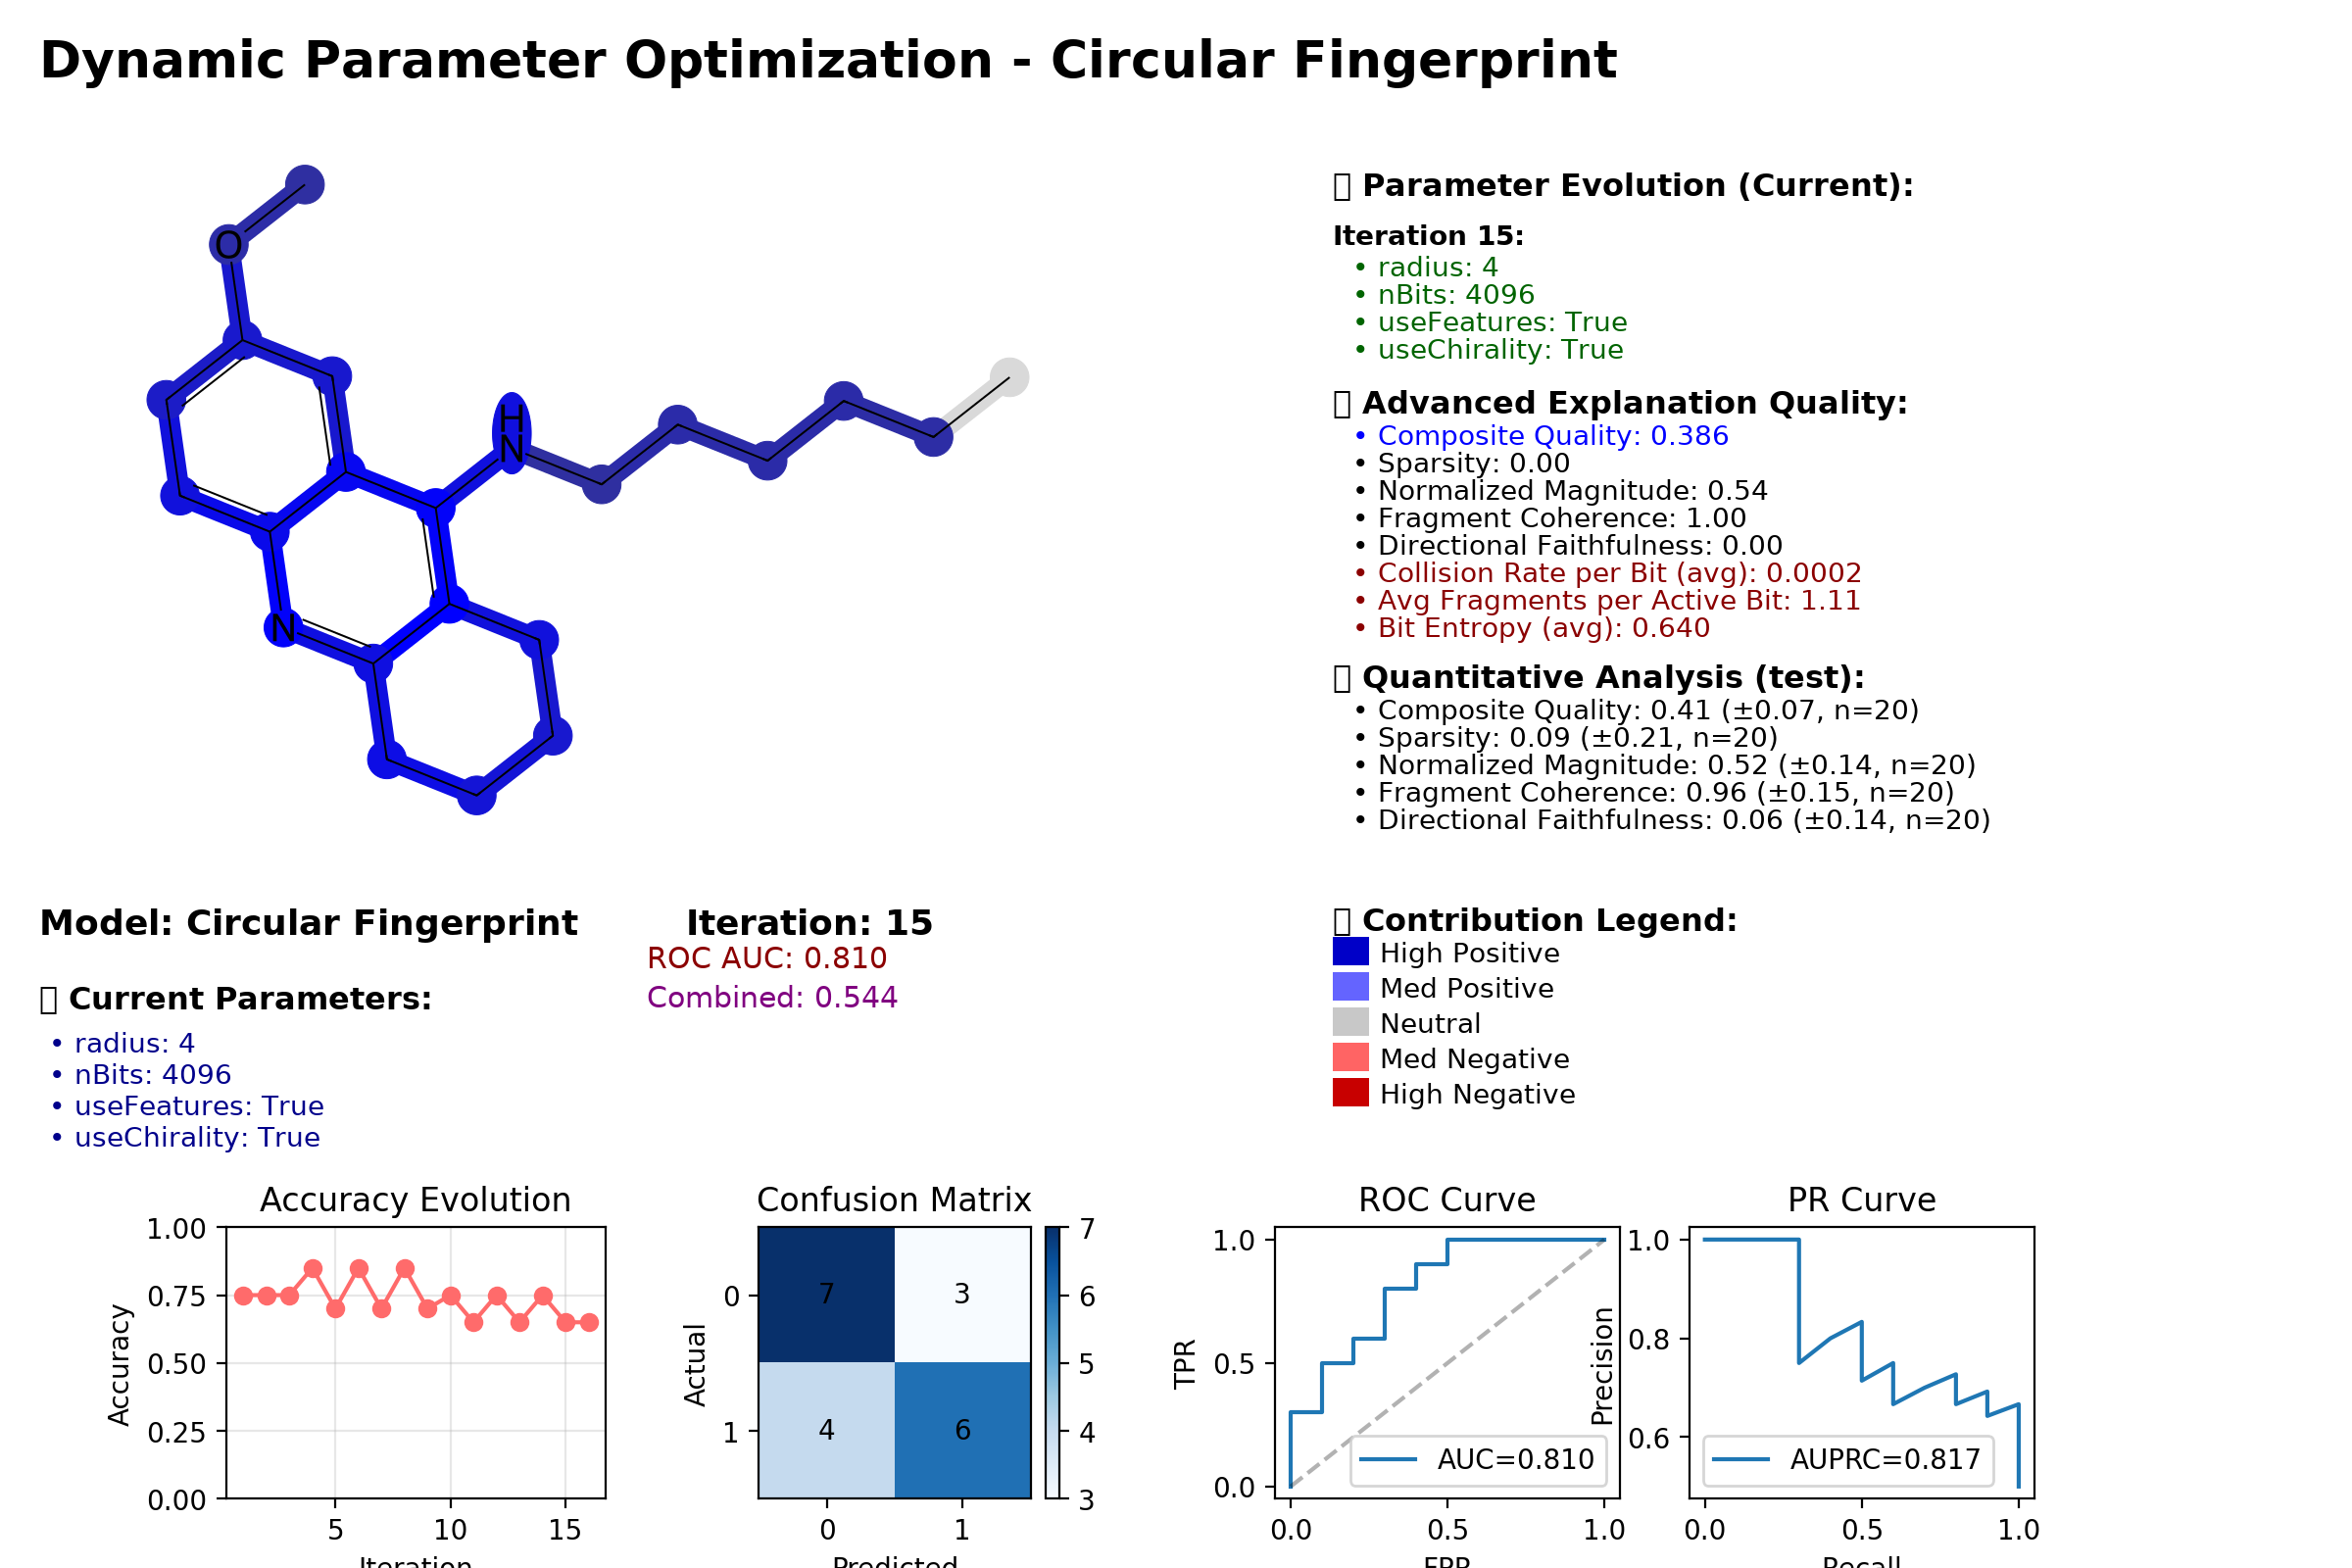 Dynamic Parameter Optimization - Circular Fingerprint
O
H
N
N
Parameter Evolution (Current):
Iteration 15:
• radius: 4
• nBits: 4096
• useFeatures: True
• useChirality: True
Advanced Explanation Quality:
• Composite Quality: 0.386
• Sparsity: 0.00
• Normalized Magnitude: 0.54
• Fragment Coherence: 1.00
• Directional Faithfulness: 0.00
• Collision Rate per Bit (avg): 0.0002
• Avg Fragments per Active Bit: 1.11
• Bit Entropy (avg): 0.640
Quantitative Analysis (test):
• Composite Quality: 0.41 (±0.07, n=20)
• Sparsity: 0.09 (±0.21, n=20)
• Normalized Magnitude: 0.52 (±0.14, n=20)
• Fragment Coherence: 0.96 (±0.15, n=20)
• Directional Faithfulness: 0.06 (±0.14, n=20)
Model: Circular Fingerprint
Iteration: 15
ROC AUC: 0.810
Combined: 0.544
Current Parameters:
• radius: 4
• nBits: 4096
• useFeatures: True
• useChirality: True
Contribution Legend:
High Positive
Med Positive
Neutral
Med Negative
High Negative
Accuracy Evolution
1.00
0.75
0.50
0.25
0.00
Accuracy
5 10 15
Iteration
Confusion Matrix
Actual
0
1
7 3
4 6
0 1
Predicted
7
6
5
4
3
ROC Curve
TPR
1.0
0.5
0.0
AUC=0.810
0.0 0.5 1.0
FPR
PR Curve
Precision
1.0
0.8
0.6
AUPRC=0.817
0.0 0.5 1.0
Recall